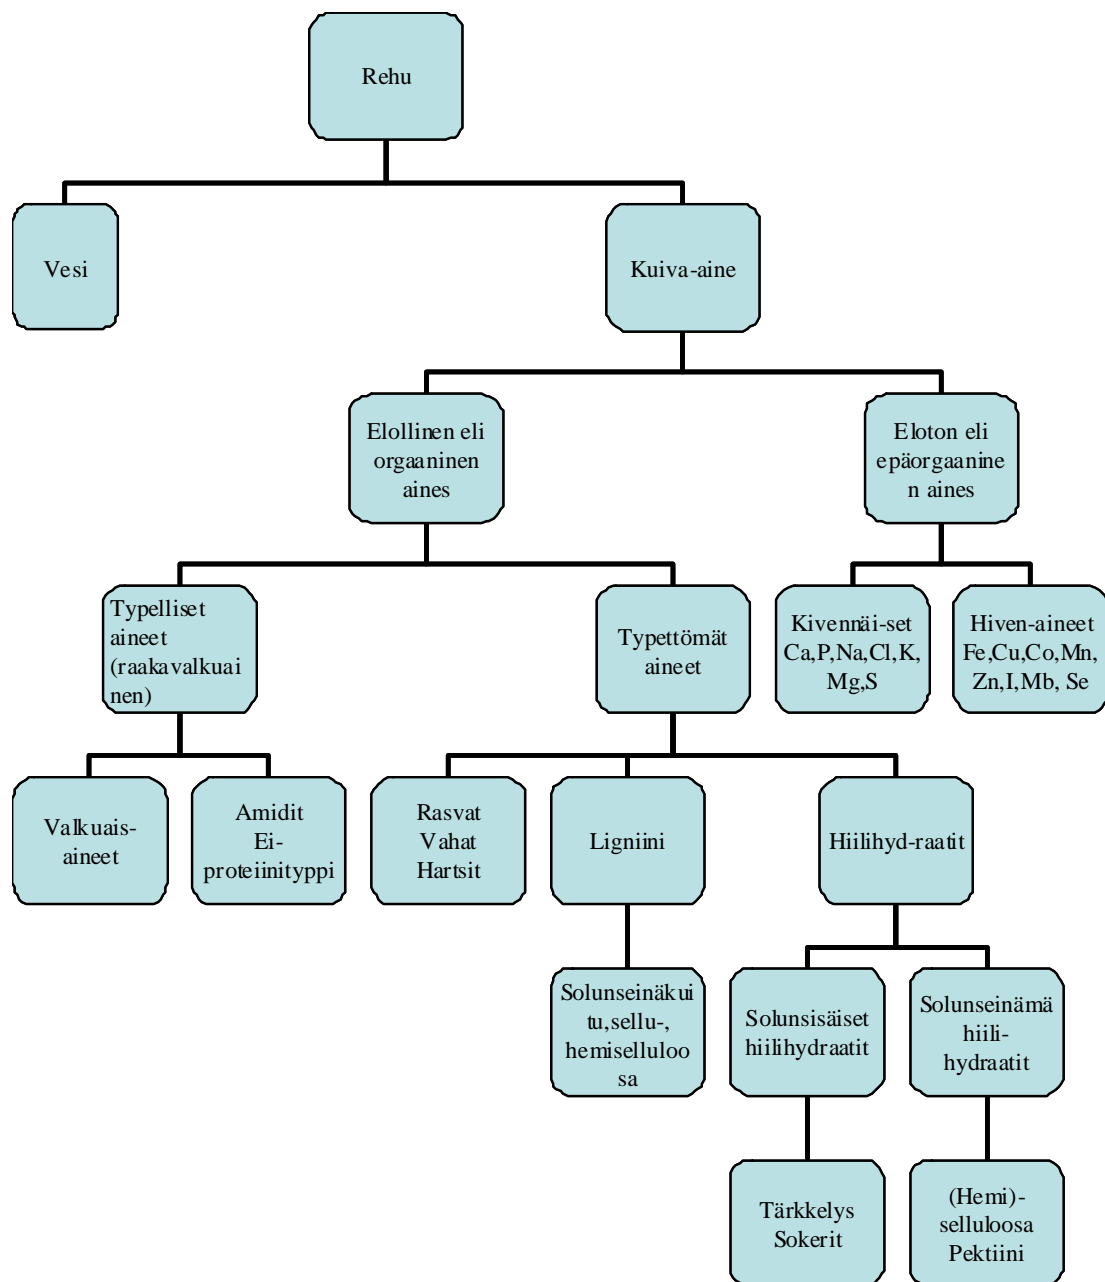 Rehu
Vesi
Kuiva-aine
Elollinen eli
orgaaninen
aines
Eloton eli
epäorgaanine
n aines
Typelliset
aineet
(raakavalkuai
nen)
Typettömät
aineet
Kivennäi-set
Ca,P,Na,Cl,K,
Mg,S
Hiven-aineet
Fe,Cu,Co,Mn,
Zn,I,Mb, Se
Valkuais-
aineet
Amidit
Ei-
proteiinityppi
Rasvat
Vahat
Hartsit
Ligniini
Hiilihyd-raatit
Solunseinäkui
tu,sellu-,
hemiselluloo
sa
Solunsisäiset
hiilihydraatit
Solunseinämä
hiili-
hydraatit
Tärkkelys
Sokerit
(Hemi)-
selluloosa
Pektiini